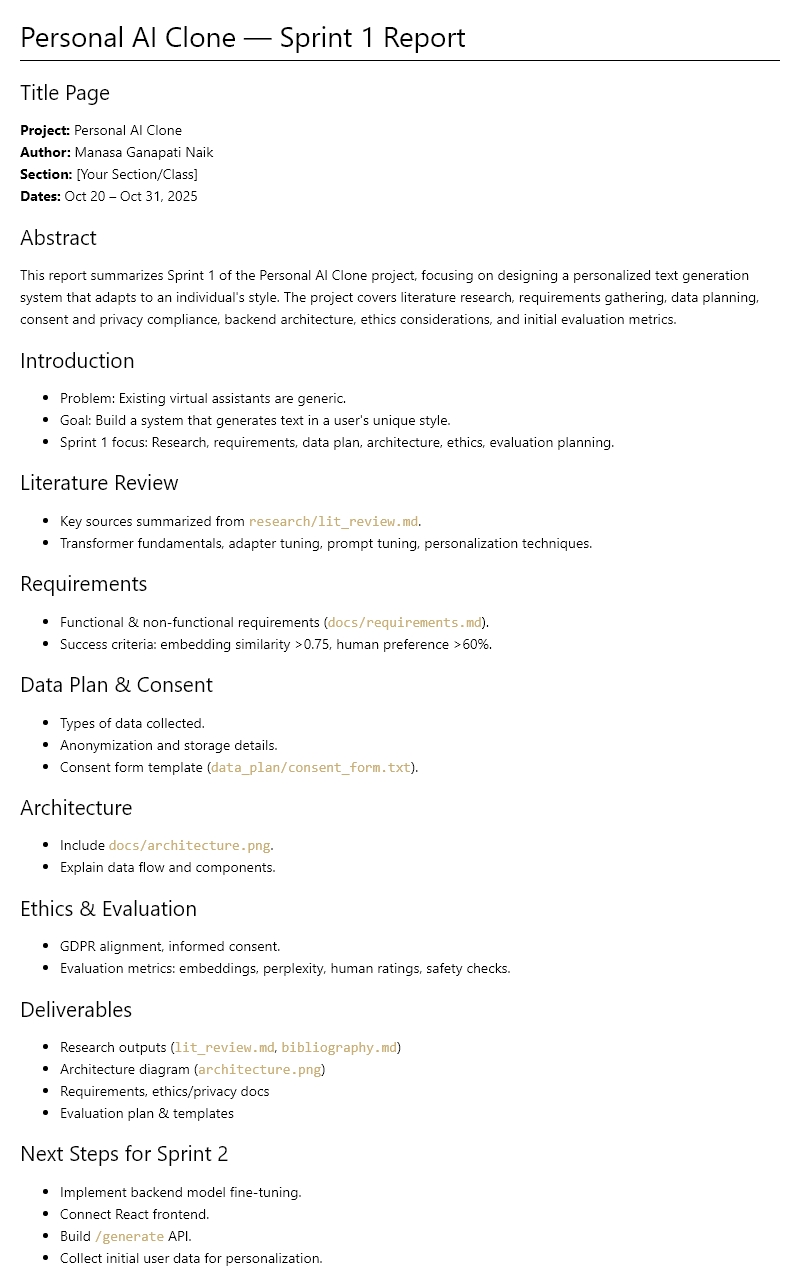 Personal AI Clone — Sprint 1 Report
Title Page
Project: Personal AI Clone
Author: Manasa Ganapati Naik
Section: [Your Section/Class]
Dates: Oct 20 – Oct 31, 2025
Abstract
This report summarizes Sprint 1 of the Personal AI Clone project, focusing on designing a personalized text generation
system that adapts to an individual's style. The project covers literature research, requirements gathering, data planning,
consent and privacy compliance, backend architecture, ethics considerations, and initial evaluation metrics.
Introduction
• Problem: Existing virtual assistants are generic.
• Goal: Build a system that generates text in a user's unique style.
• Sprint 1 focus: Research, requirements, data plan, architecture, ethics, evaluation planning.
Literature Review
• Key sources summarized from research/lit_review.md.
• Transformer fundamentals, adapter tuning, prompt tuning, personalization techniques.
Requirements
• Functional & non-functional requirements (docs/requirements.md).
• Success criteria: embedding similarity >0.75, human preference >60%.
Data Plan & Consent
• Types of data collected.
• Anonymization and storage details.
• Consent form template (data_plan/consent_form.txt).
Architecture
• Include docs/architecture.png.
• Explain data flow and components.
Ethics & Evaluation
• GDPR alignment, informed consent.
• Evaluation metrics: embeddings, perplexity, human ratings, safety checks.
Deliverables
• Research outputs (lit_review.md, bibliography.md)
• Architecture diagram (architecture.png)
• Requirements, ethics/privacy docs
• Evaluation plan & templates
Next Steps for Sprint 2
• Implement backend model fine-tuning.
• Connect React frontend.
• Build /generate API.
• Collect initial user data for personalization.